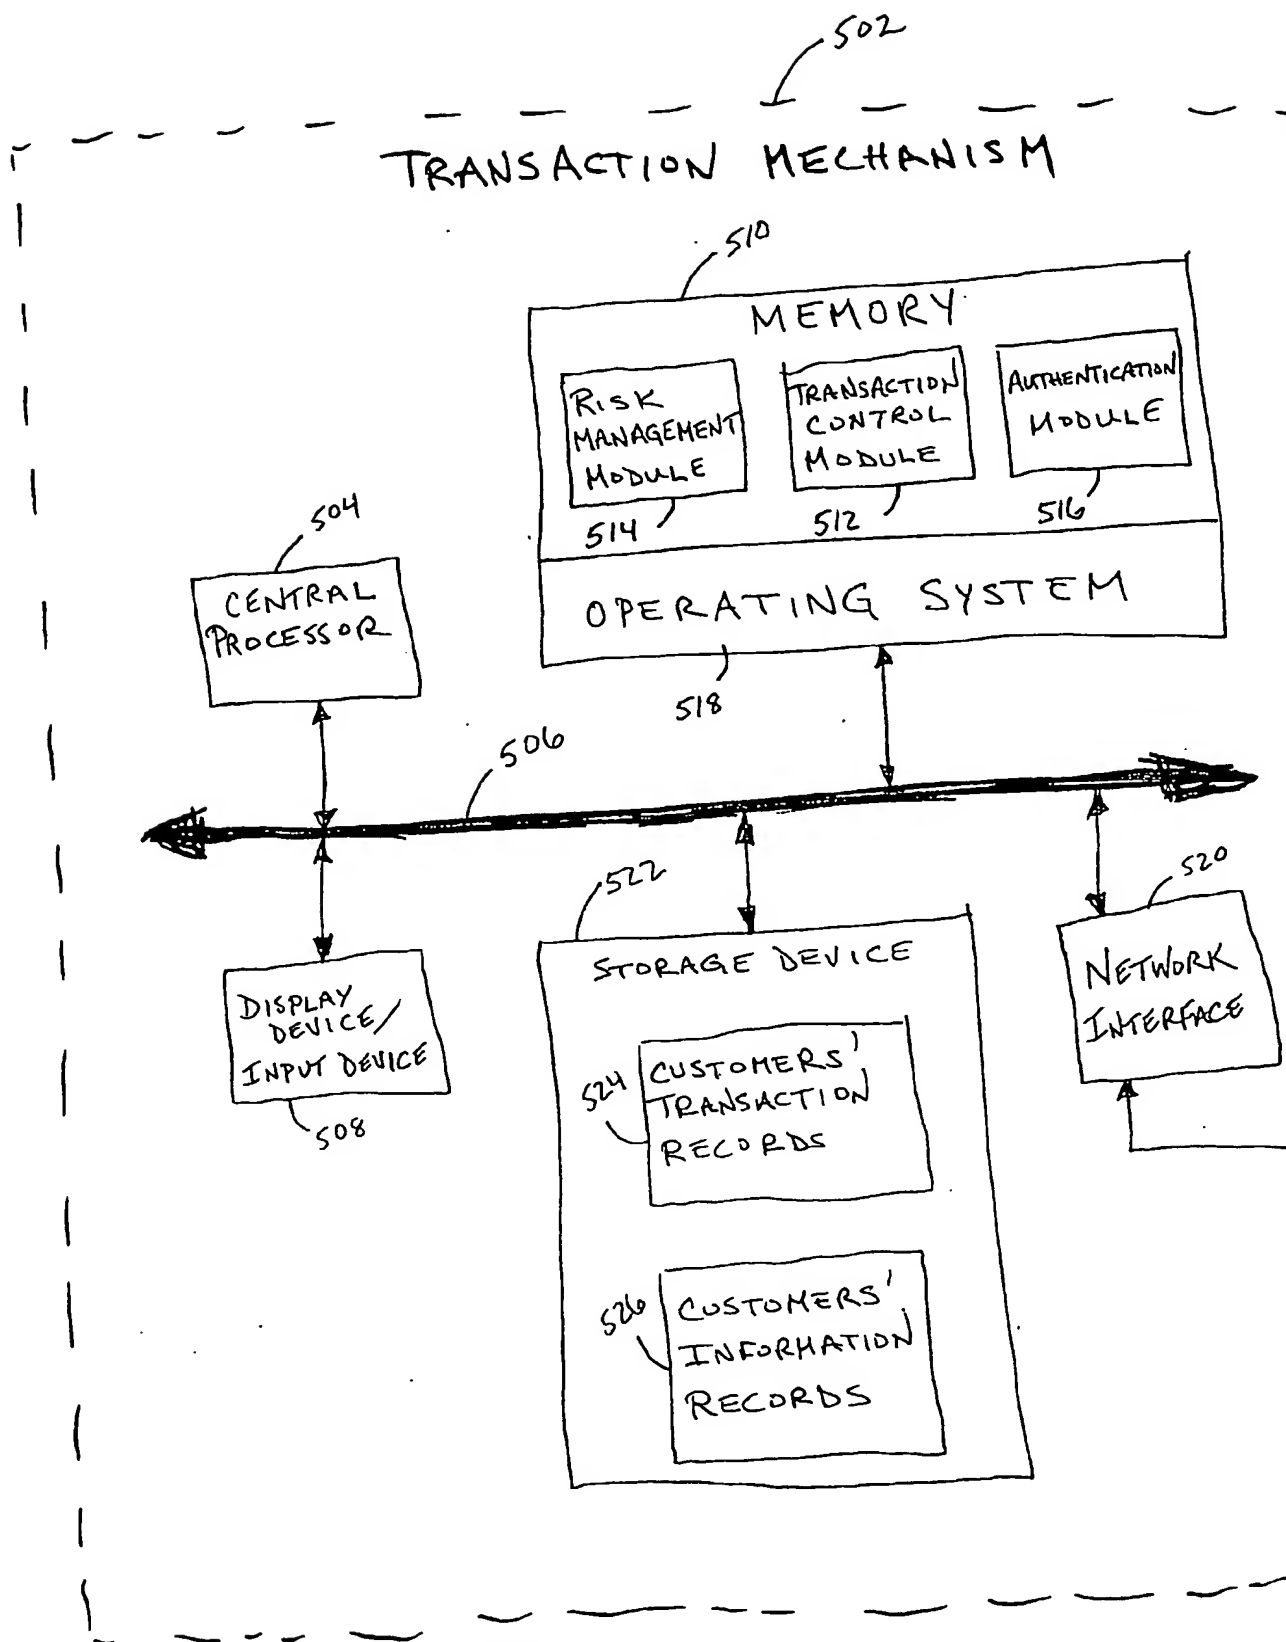 502
TRANSACTION MECHANISM
510
MEMORY
RISK
MANAGEMENT
MODULE
514
TRANSACTION
CONTROL
MODULE
512
AUTHENTICATION
MODULE
516
OPERATING SYSTEM
518
504
CENTRAL
PROCESSOR
506
DISPLAY
DEVICE/
INPUT DEVICE
508
522
STORAGE DEVICE
524
CUSTOMERS'
TRANSACTION
RECORDS
526
CUSTOMERS'
INFORMATION
RECORDS
520
NETWORK
INTERFACE